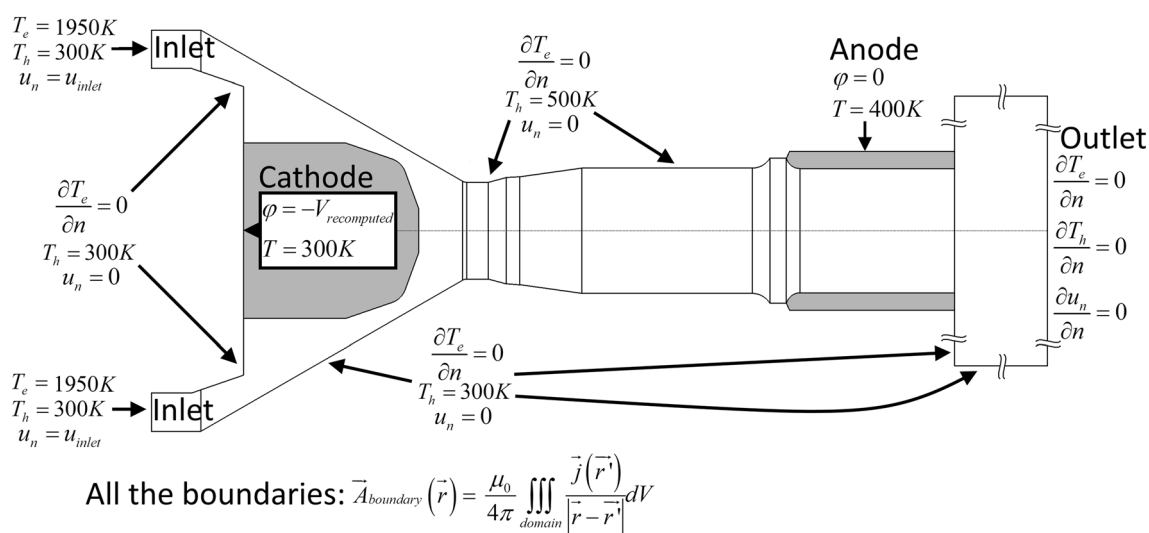 T_e = 1950K
T_h = 300K
u_n = u_inlet
Inlet
∂T_e/∂n = 0
T_h = 500K
u_n = 0
Anode
φ = 0
T = 400K
Outlet
∂T_e/∂n = 0
∂T_h/∂n = 0
∂u_n/∂n = 0
Cathode
φ = −V_recomputed
T = 300K
∂T_e/∂n = 0
T_h = 300K
u_n = 0
∂T_e/∂n = 0
T_h = 300K
u_n = 0
T_e = 1950K
T_h = 300K
u_n = u_inlet
Inlet
All the boundaries: A⃗_boundary (r⃗) = μ_0/4π ∭_domain j⃗(r⃗')/|r⃗ − r⃗'| dV